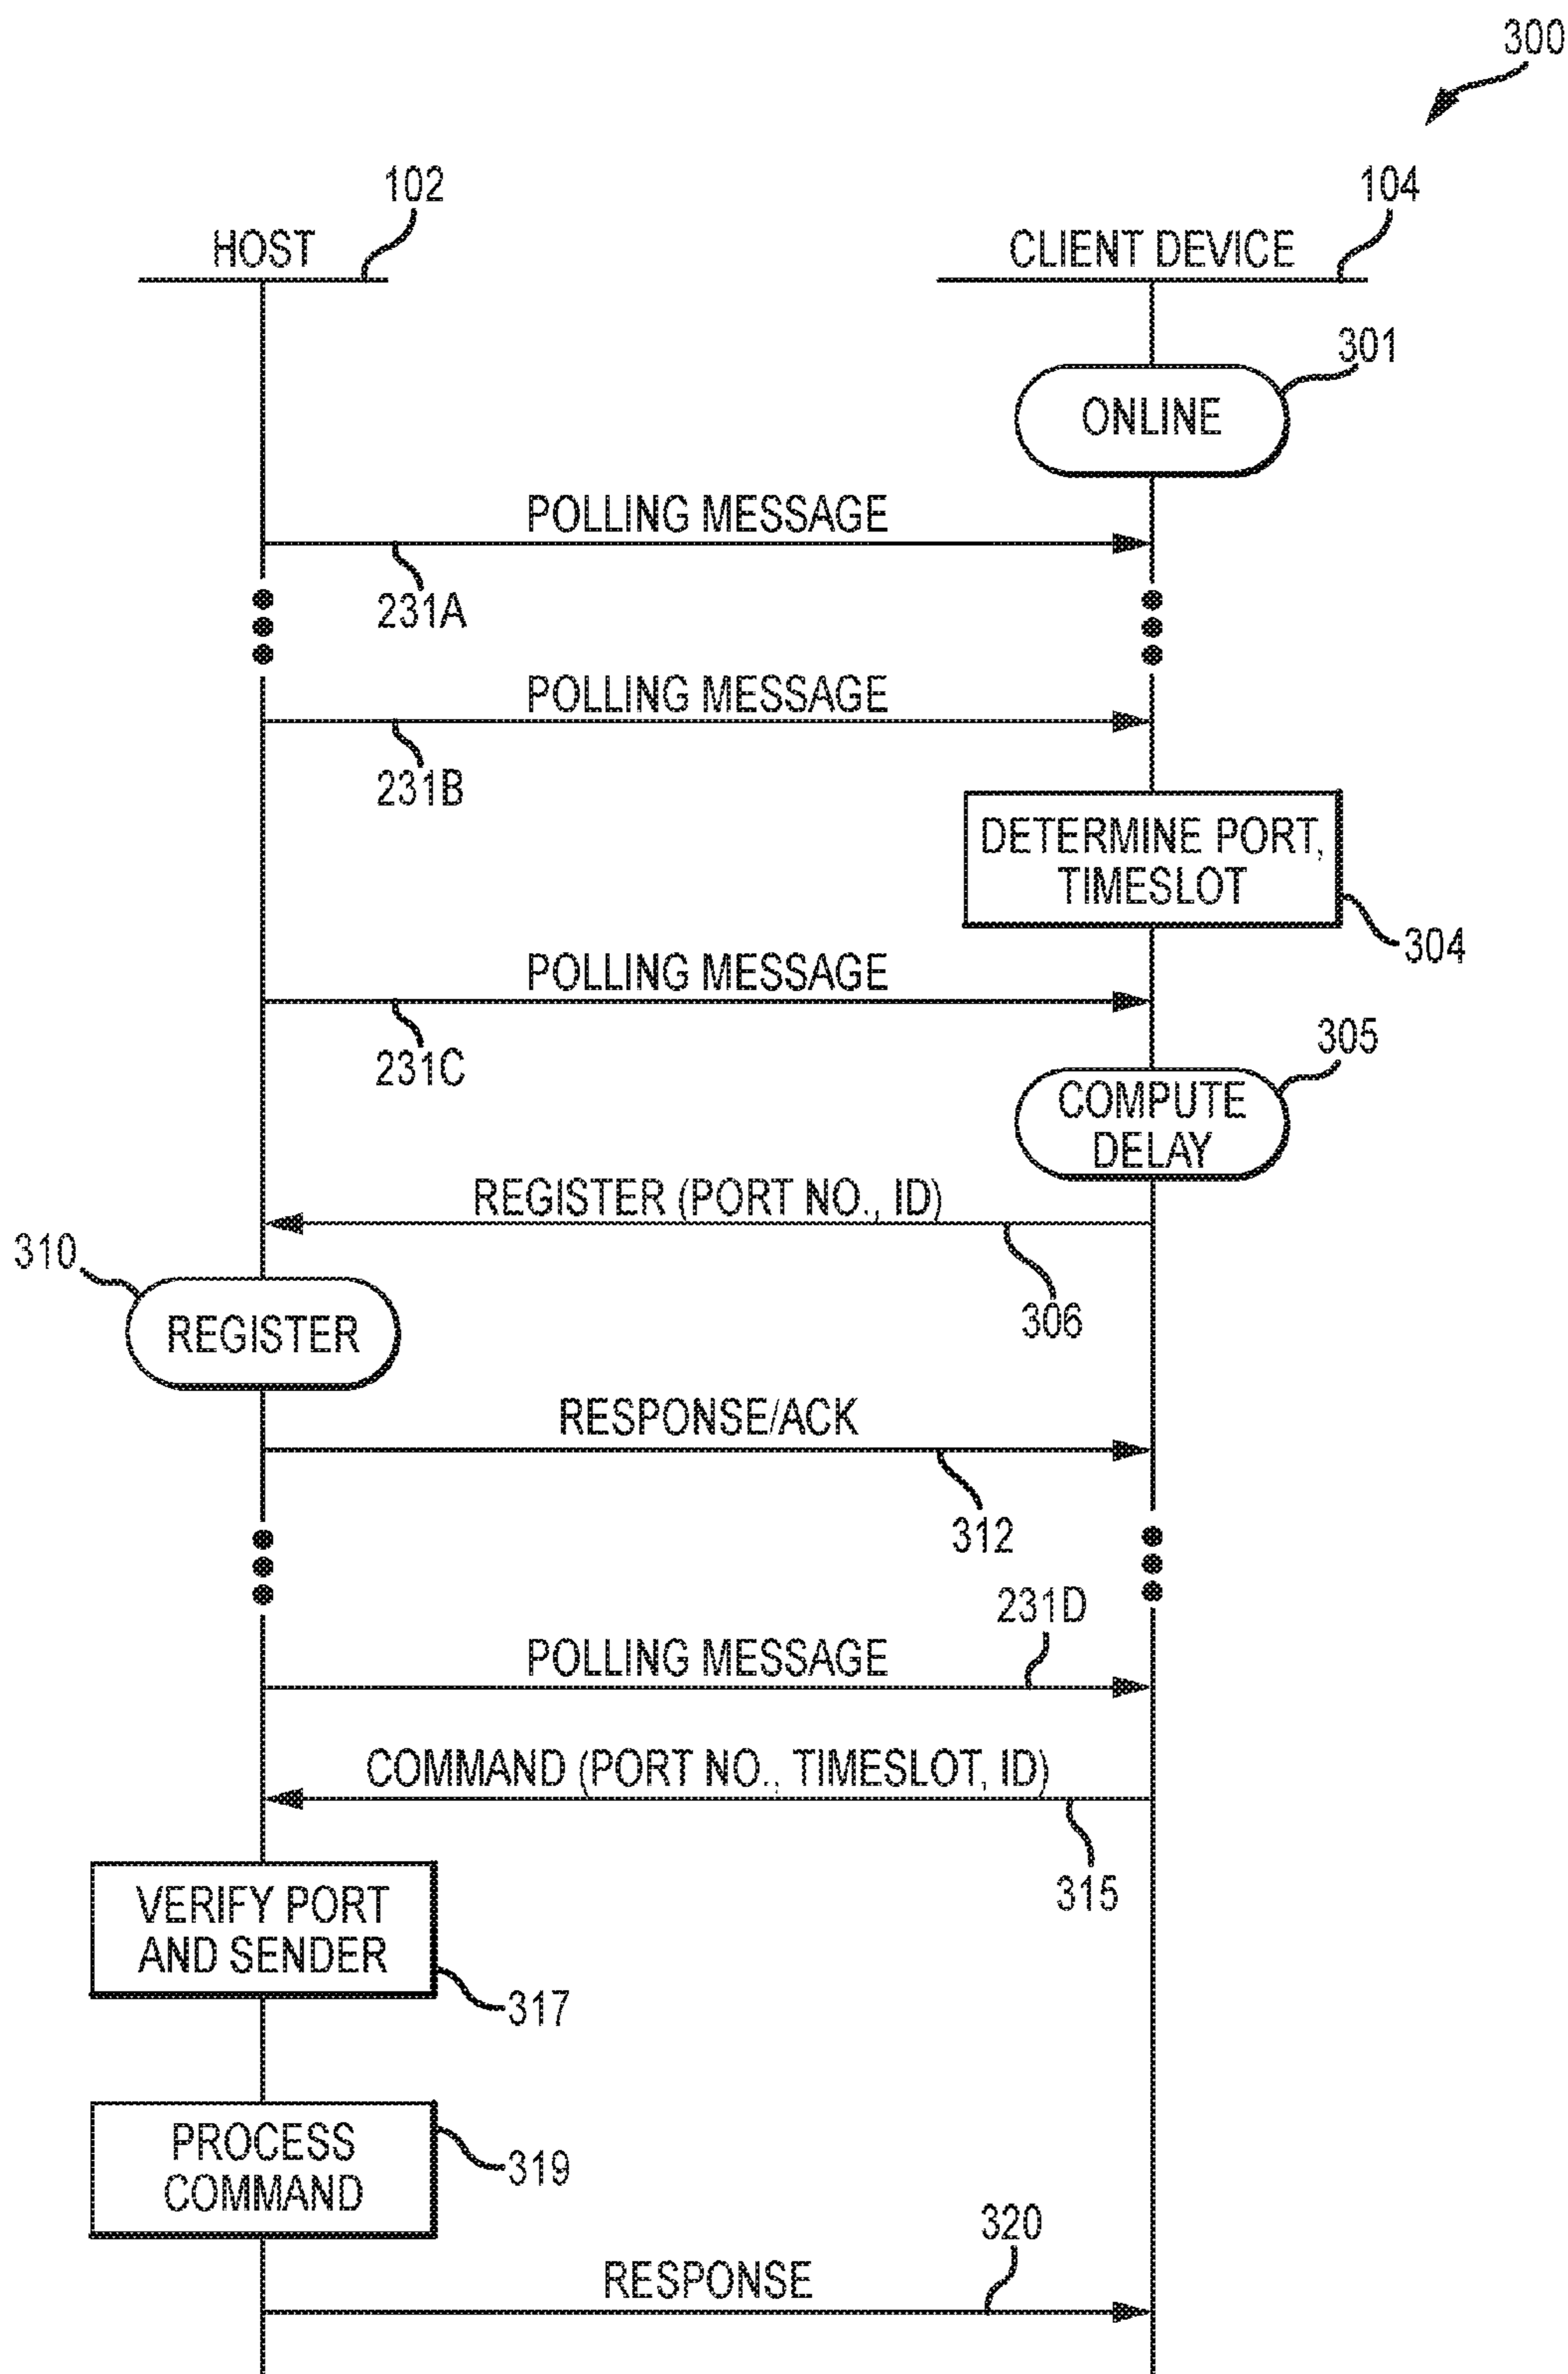 300
102
104
HOST
CLIENT DEVICE
301
ONLINE
POLLING MESSAGE
231A
POLLING MESSAGE
231B
DETERMINE PORT,
TIMESLOT
304
POLLING MESSAGE
231C
305
COMPUTE
DELAY
REGISTER (PORT NO., ID)
306
310
REGISTER
RESPONSE/ACK
312
231D
POLLING MESSAGE
COMMAND (PORT NO., TIMESLOT, ID)
315
VERIFY PORT
AND SENDER
317
PROCESS
COMMAND
319
320
RESPONSE